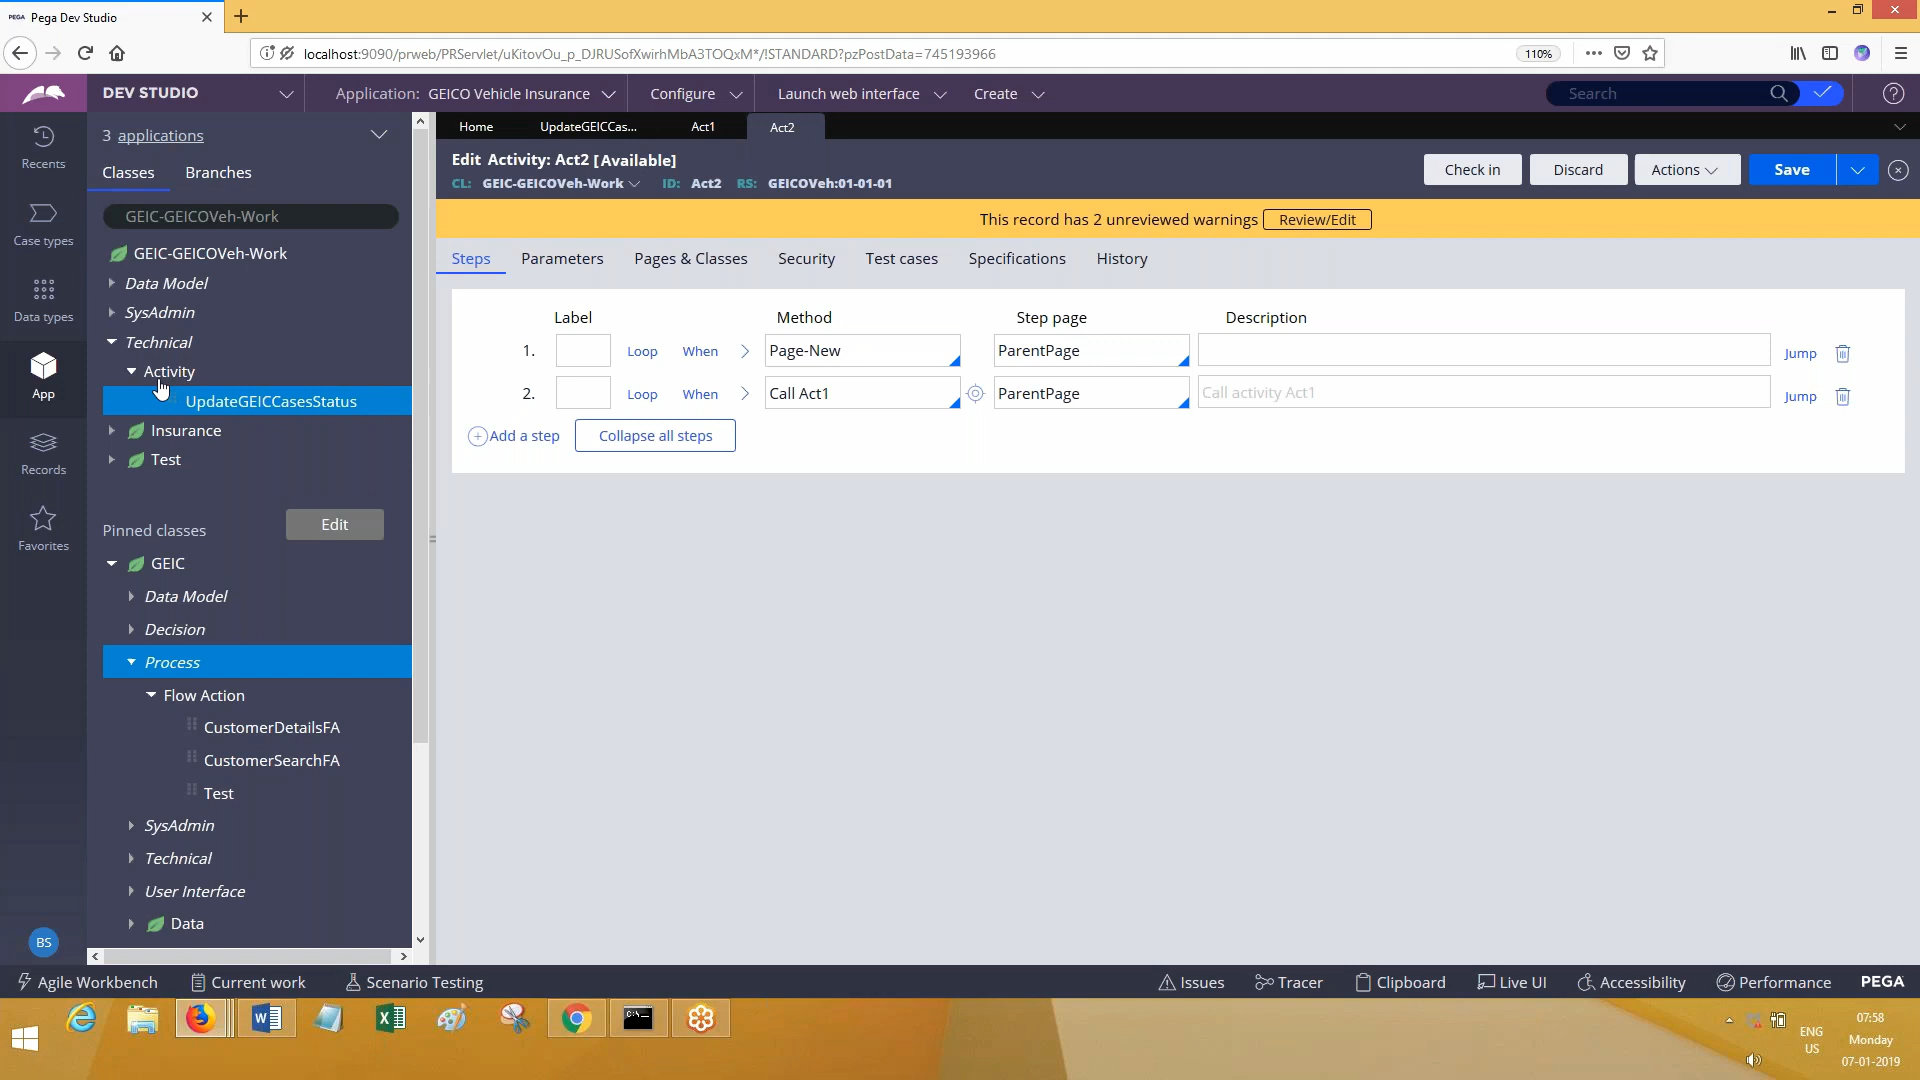 PEGA Pega Dev Studio
localhost:9090/prweb/PRServlet/uKitovOu_p_DJRUSofXwirhMbA3TOQxM*/!STANDARD?pzPostData=745193966
110%
DEV STUDIO
Application: GEICO Vehicle Insurance
Configure
Launch web interface
Create
Search
Recents
Case types
Data types
App
Records
Favorites
BS
3 applications
Classes Branches
GEIC-GEICOVeh-Work
GEIC-GEICOVeh-Work
Data Model
SysAdmin
Technical
Activity
UpdateGEICCasesStatus
Insurance
Test
Pinned classes Edit
GEIC
Data Model
Decision
Process
Flow Action
CustomerDetailsFA
CustomerSearchFA
Test
SysAdmin
Technical
User Interface
Data
Home UpdateGEICCas... Act1 Act2
Edit Activity: Act2 [Available]
CL: GEIC-GEICOVeh-Work ID: Act2 RS: GEICOVeh:01-01-01
Check in Discard Actions Save
This record has 2 unreviewed warnings Review/Edit
Steps Parameters Pages & Classes Security Test cases Specifications History
Label Method Step page Description
1. Loop When Page-New ParentPage Jump
2. Loop When Call Act1 ParentPage Call activity Act1 Jump
Add a step Collapse all steps
Agile Workbench Current work Scenario Testing Issues Tracer Clipboard Live UI Accessibility Performance PEGA
ENG
US
07:58
Monday
07-01-2019